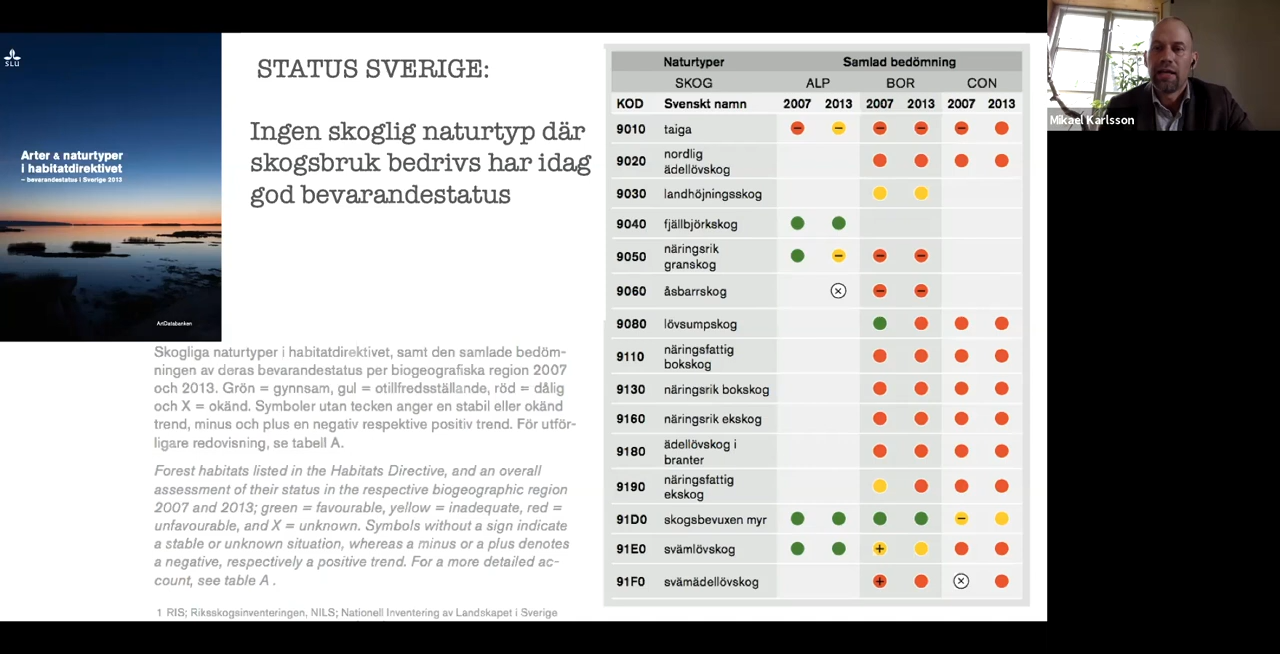 SLU
Arter & naturtyper
i habitatdirektivet
– bevarandestatus i Sverige 2013
ArtDatabanken
STATUS SVERIGE:
Ingen skoglig naturtyp där
skogsbruk bedrivs har idag
god bevarandestatus
Skogliga naturtyper i habitatdirektivet, samt den samlade bedöm-
ningen av deras bevarandestatus per biogeografiska region 2007
och 2013. Grön = gynnsam, gul = otillfredsställande, röd = dålig
och X = okänd. Symboler utan tecken anger en stabil eller okänd
trend, minus och plus en negativ respektive positiv trend. För utför-
ligare redovisning, se tabell A.
Forest habitats listed in the Habitats Directive, and an overall
assessment of their status in the respective biogeographic region
2007 and 2013; green = favourable, yellow = inadequate, red =
unfavourable, and X = unknown. Symbols without a sign indicate
a stable or unknown situation, whereas a minus or a plus denotes
a negative, respectively a positive trend. For a more detailed ac-
count, see table A .
1 RIS; Riksskogsinventeringen, NILS; Nationell Inventering av Landskapet i Sverige
Naturtyper Samlad bedömning
SKOG ALP BOR CON
KOD Svenskt namn 2007 2013 2007 2013 2007 2013
9010 taiga
9020 nordlig
ädellövskog
9030 landhöjningsskog
9040 fjällbjörkskog
9050 näringsrik
granskog
9060 åsbarrskog
9080 lövsumpskog
9110 näringsfattig
bokskog
9130 näringsrik bokskog
9160 näringsrik ekskog
9180 ädellövskog i
branter
9190 näringsfattig
ekskog
91D0 skogsbevuxen myr
91E0 svämlövskog
91F0 svämädellövskog
Mikael Karlsson